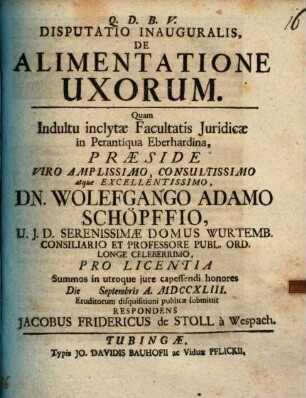 16
Q. D. B. V.
DISPUTATIO INAUGURALIS,
DE
ALIMENTATIONE
UXORUM.
Quam
Indultu inclytæ Facultatis Juridicæ
in Perantiqua Eberhardina,
PRÆSIDE
VIRO AMPLISSIMO, CONSULTISSIMO
atque EXCELLENTISSIMO,
DN. WOLEFGANGO ADAMO
SCHÖPFFIO,
U. J. D. SERENISSIMÆ DOMUS WURTEMB.
CONSILIARIO ET PROFESSORE PUBL. ORD.
LONGE CELEBERRIMO,
PRO LICENTIA
Summos in utroque jure capessendi honores
Die Septembris A. MDCCXLIII.
Eruditorum disquisitioni publicæ submittit
RESPONDENS
JACOBUS FRIDERICUS de STOLL à Wespach.
TUBINGÆ,
Typis JO. DAVIDIS BAUHOFII ac Viduæ PFLICKII,